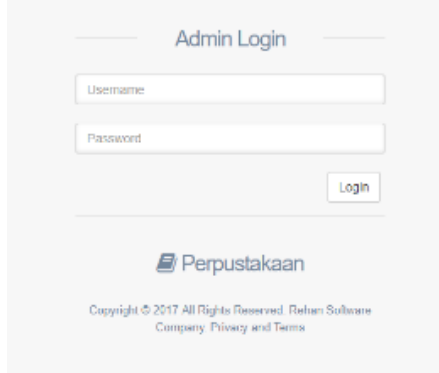 Admin Login
Username
Password
Login
Perpustakaan
Copyright © 2017 All Rights Reserved. Rehan Software
Company. Privacy and Terms